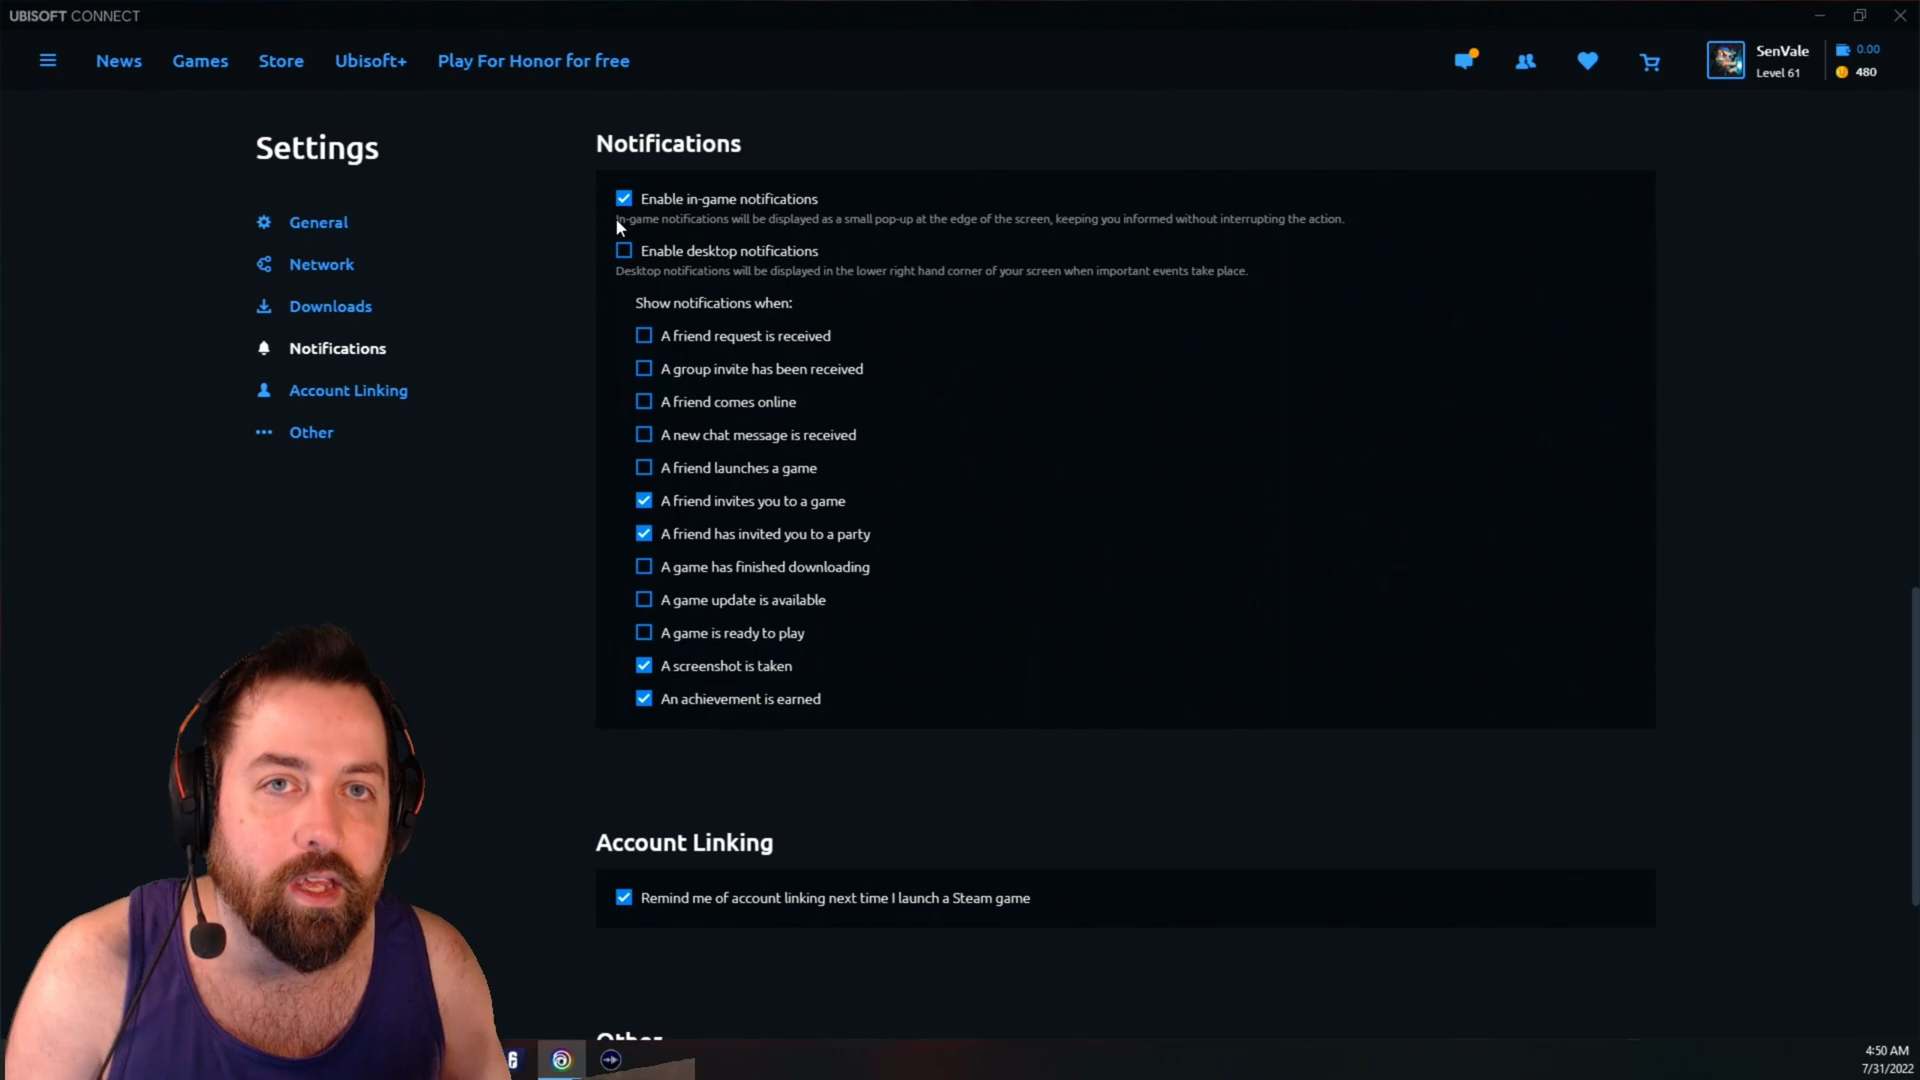 UBISOFT CONNECT
News Games Store Ubisoft+ Play For Honor for free
SenVale
Level 61
0.00
480
Settings
General
Network
Downloads
Notifications
Account Linking
Other
Notifications
Enable in-game notifications
In-game notifications will be displayed as a small pop-up at the edge of the screen, keeping you informed without interrupting the action.
Enable desktop notifications
Desktop notifications will be displayed in the lower right hand corner of your screen when important events take place.
Show notifications when:
A friend request is received
A group invite has been received
A friend comes online
A new chat message is received
A friend launches a game
A friend invites you to a game
A friend has invited you to a party
A game has finished downloading
A game update is available
A game is ready to play
A screenshot is taken
An achievement is earned
Account Linking
Remind me of account linking next time I launch a Steam game
Other
6
4:50 AM
7/31/2022